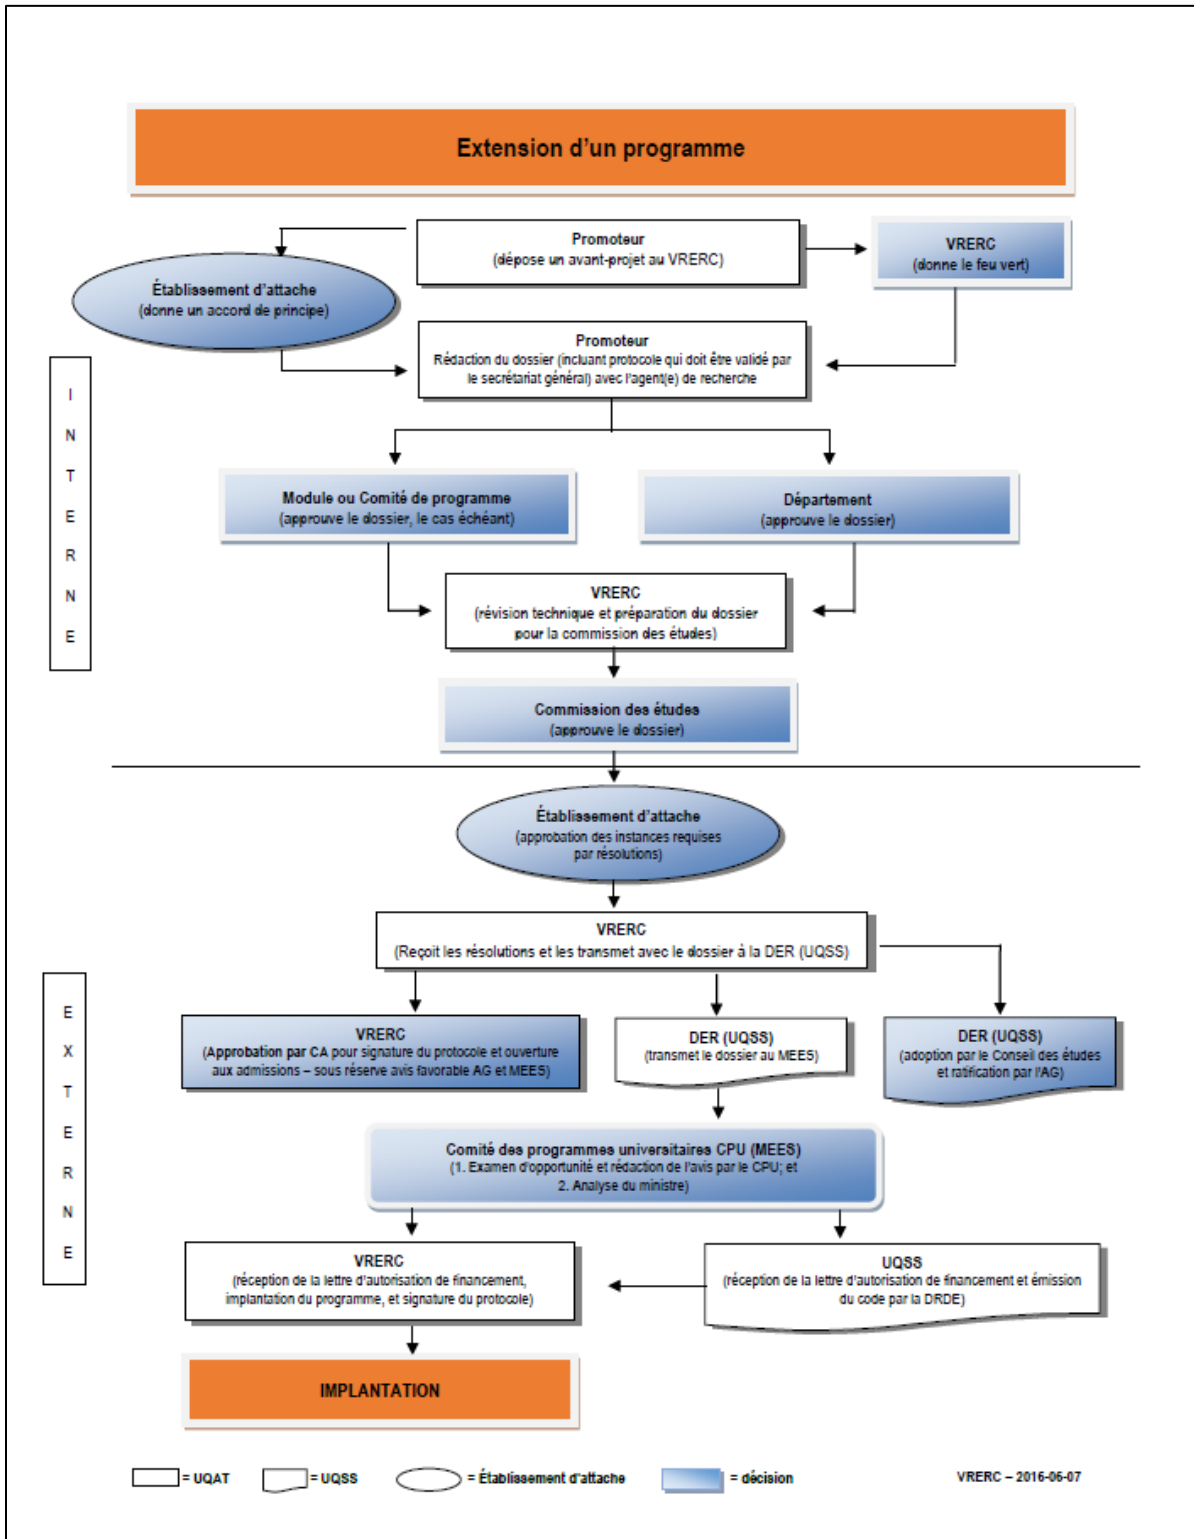 Extension d'un programme
Promoteur
(dépose un avant-projet au VRERC)
VRERC
(donne le feu vert)
Établissement d'attache
(donne un accord de principe)
Promoteur
Rédaction du dossier (incluant protocole qui doit être validé par
le secrétariat général) avec l'agent(e) de recherche
I
N
T
E
R
N
E
Module ou Comité de programme
(approuve le dossier, le cas échéant)
Département
(approuve le dossier)
VRERC
(révision technique et préparation du dossier
pour la commission des études)
Commission des études
(approuve le dossier)
Établissement d'attache
(approbation des instances requises
par résolutions)
VRERC
(Reçoit les résolutions et les transmet avec le dossier à la DER (UQSS)
E
X
T
E
R
N
E
VRERC
(Approbation par CA pour signature du protocole et ouverture
aux admissions – sous réserve avis favorable AG et MEES)
DER (UQSS)
(transmet le dossier au MEES)
DER (UQSS)
(adoption par le Conseil des études
et ratification par l'AG)
Comité des programmes universitaires CPU (MEES)
(1. Examen d'opportunité et rédaction de l'avis par le CPU; et
2. Analyse du ministre)
VRERC
(réception de la lettre d'autorisation de financement,
implantation du programme, et signature du protocole)
UQSS
(réception de la lettre d'autorisation de financement et émission
du code par la DRDE)
IMPLANTATION
= UQAT
= UQSS
= Établissement d'attache
= décision
VRERC – 2016-06-07